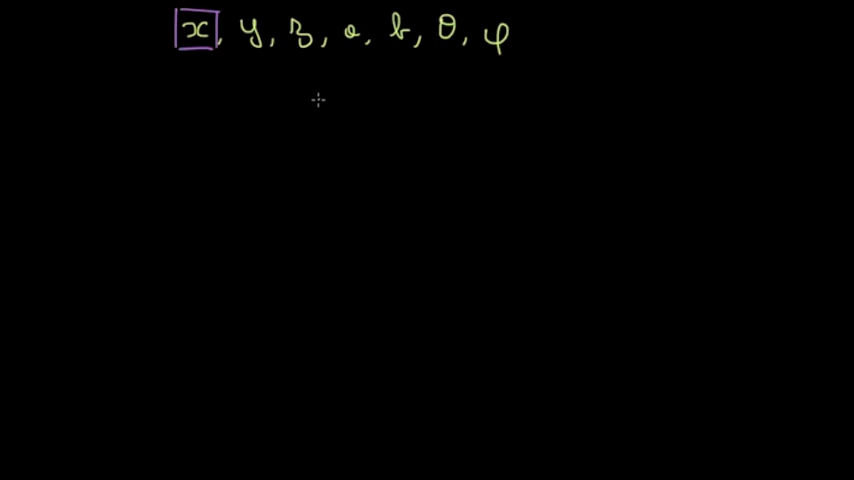 x, y, z, a, b, θ, φ